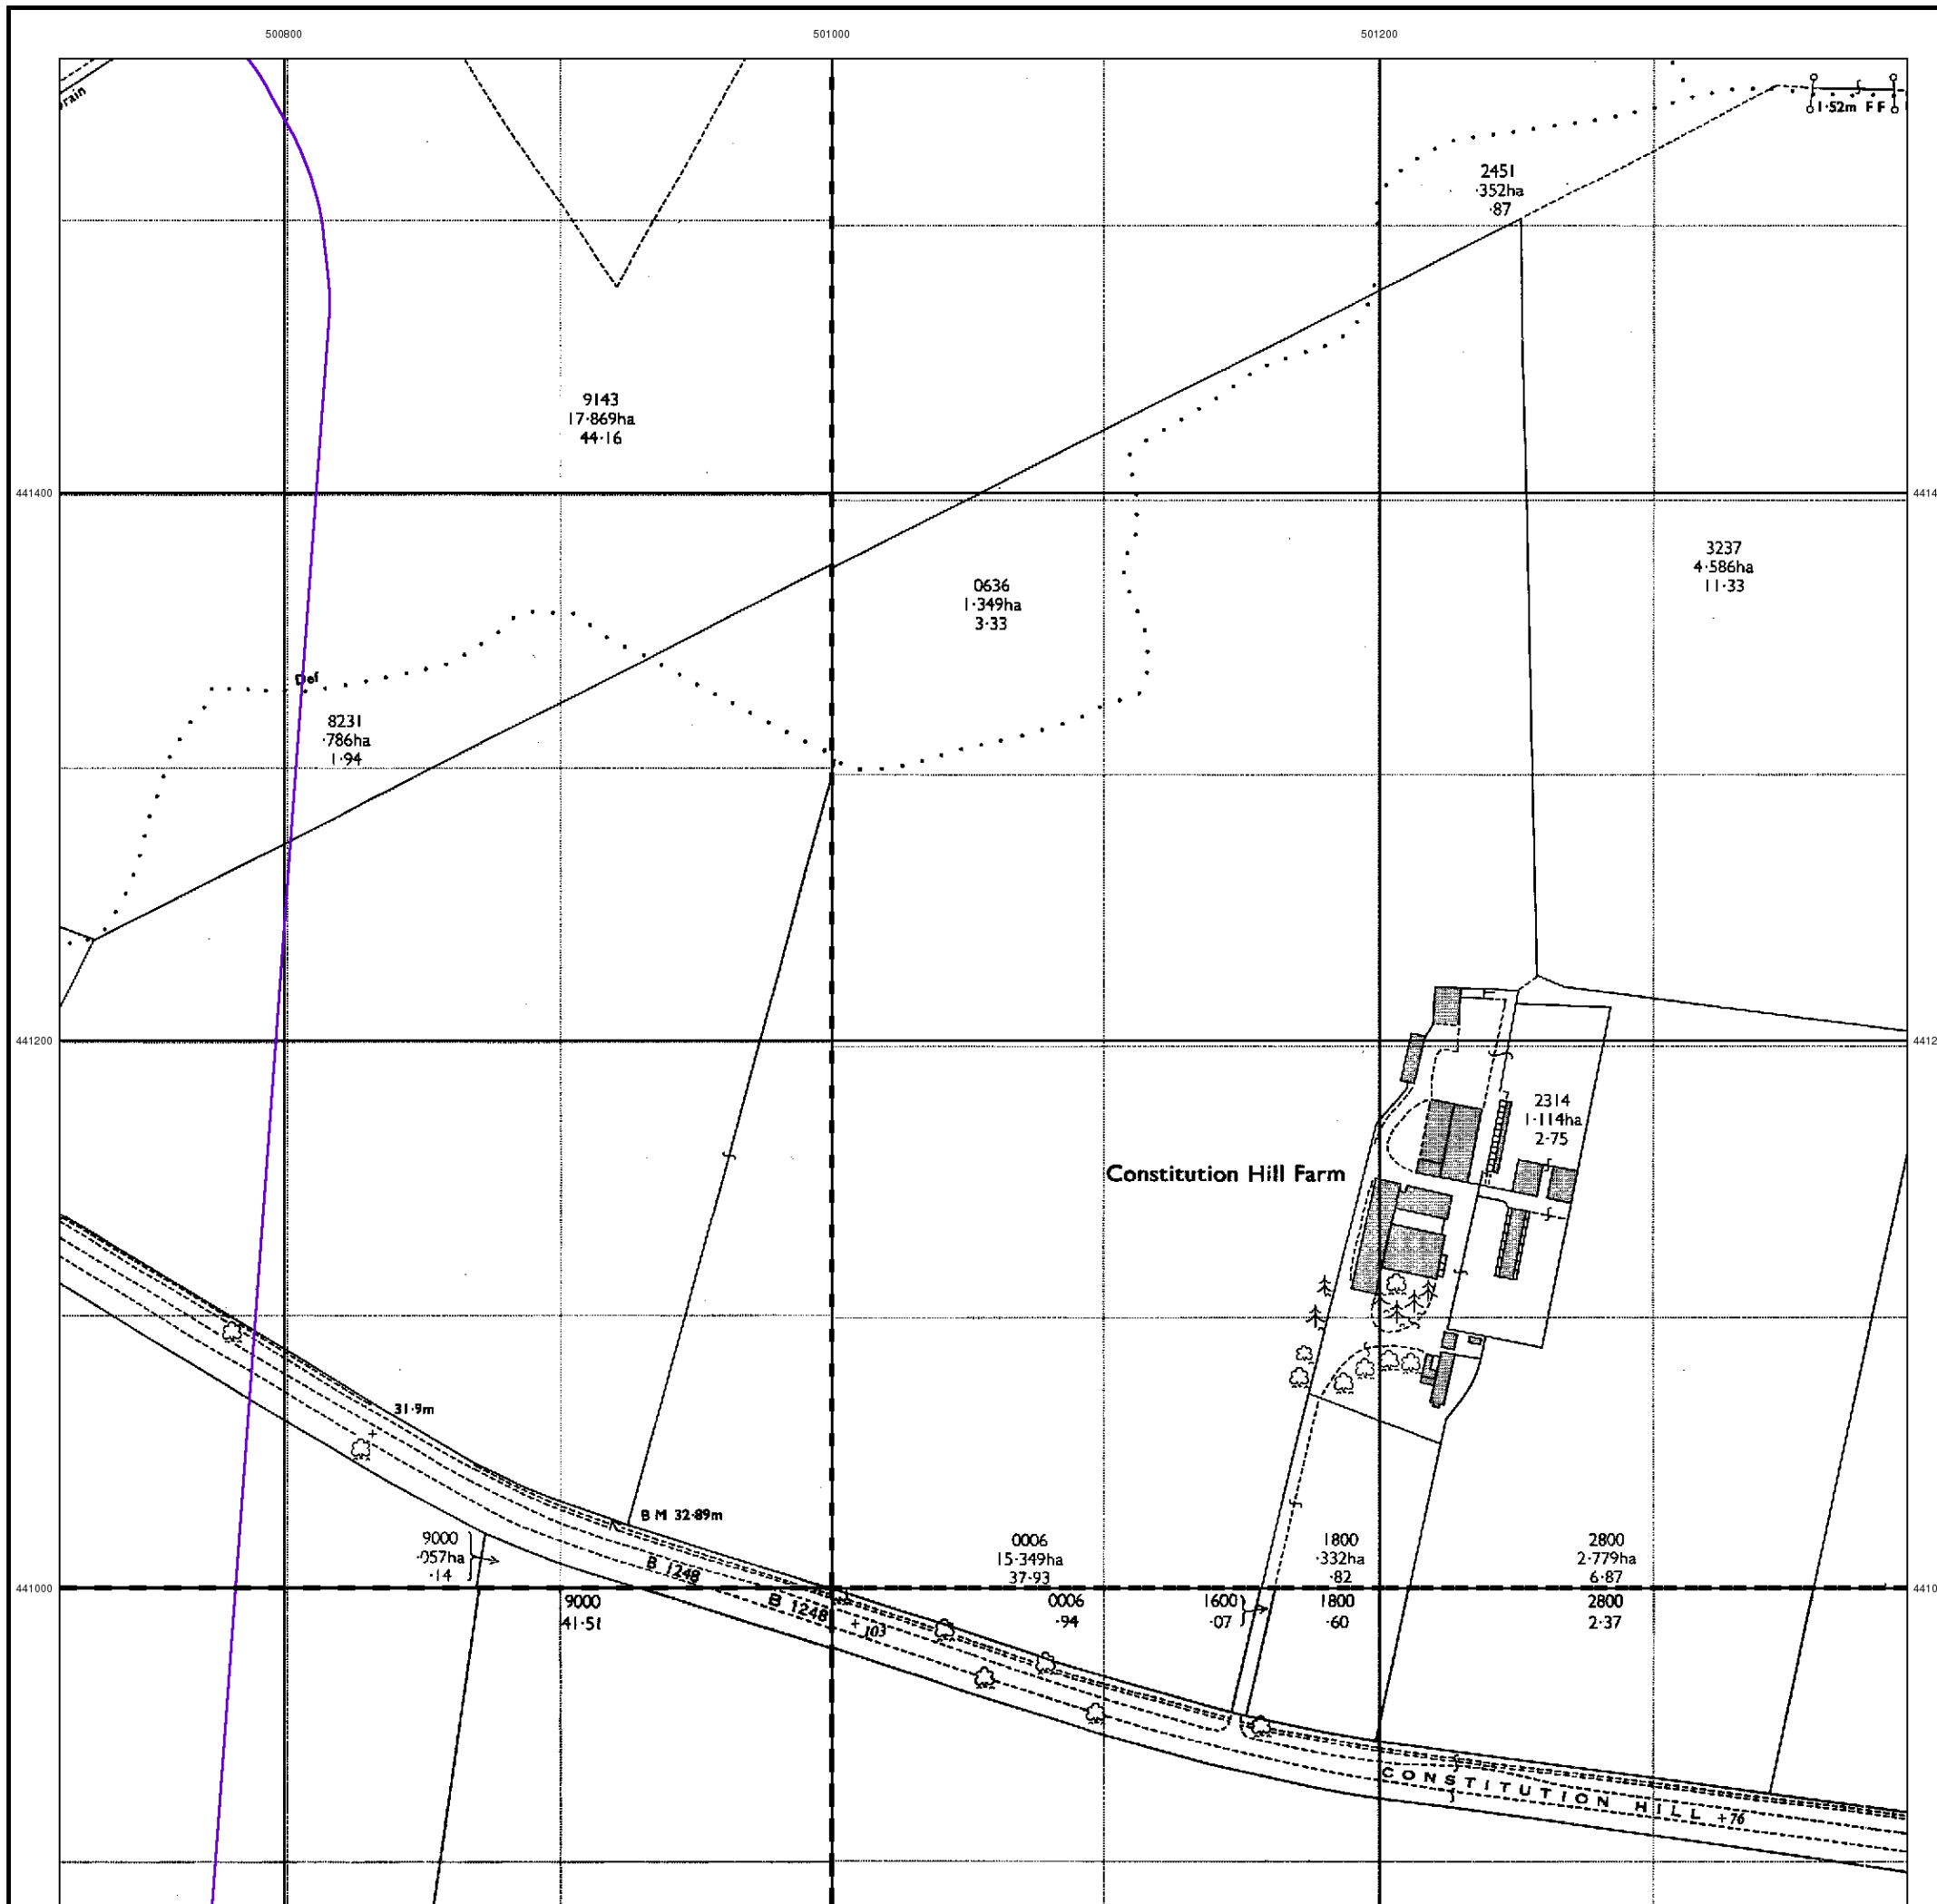 500800
501000
501200
1·52m F F
2451
·352ha
·87
9143
17·869ha
44·16
441400
3237
4·586ha
11·33
0636
1·349ha
3·33
Def
8231
·786ha
1·94
441200
2314
1·114ha
2·75
Constitution Hill Farm
31·9m
B M 32·89m
9000
·057ha
·14
0006
15·349ha
37·93
1800
·332ha
·82
2800
2·779ha
6·87
B 1248
441000
9000
41·51
B 1248
+ 103
0006
·94
1600
·07
1800
·60
2800
2·37
CONSTITUTION HILL +76